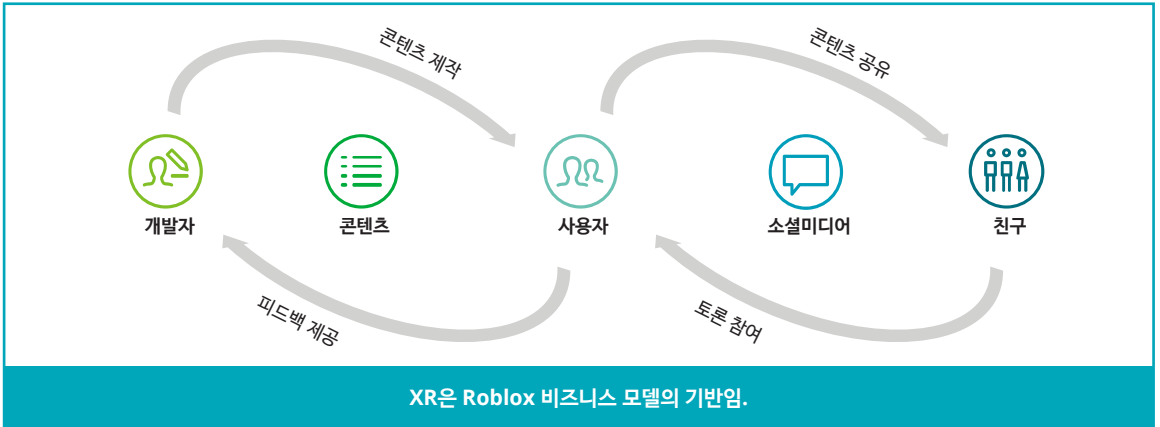 콘텐츠 제작
콘텐츠 공유
개발자
콘텐츠
사용자
소셜미디어
친구
피드백 제공
토론 참여
XR은 Roblox 비즈니스 모델의 기반임.